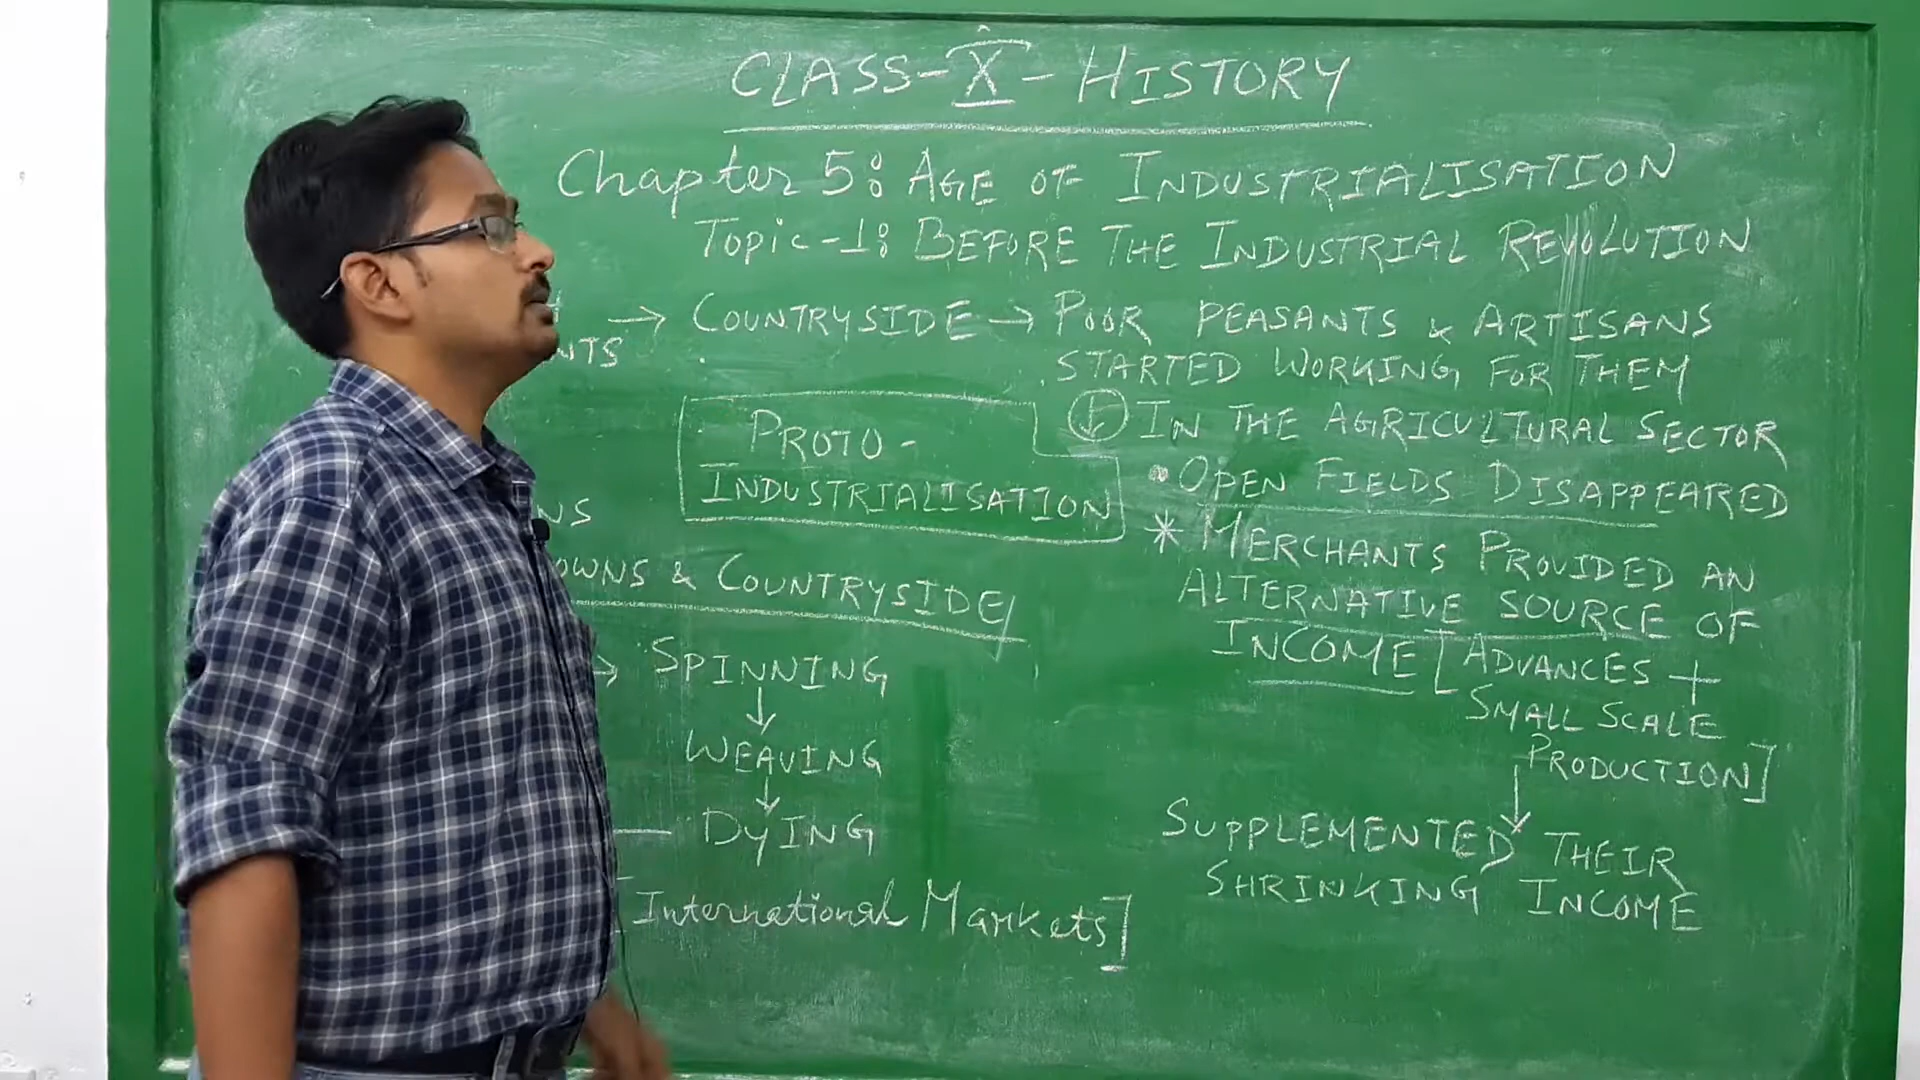 CLASS-X-HISTORY
Chapter 5: AGE OF INDUSTRIALISATION
Topic-1: BEFORE THE INDUSTRIAL REVOLUTION
→ COUNTRYSIDE → POOR PEASANTS & ARTISANS
STARTED WORKING FOR THEM
PROTO-
INDUSTRIALISATION
↓ IN THE AGRICULTURAL SECTOR
• OPEN FIELDS DISAPPEARED
* MERCHANTS PROVIDED AN
ALTERNATIVE SOURCE OF
INCOME [ADVANCES +
SMALL SCALE
PRODUCTION]
↓
SUPPLEMENTED THEIR
SHRINKING INCOME
& COUNTRYSIDE
→ SPINNING
↓
WEAVING
↓
— DYING
[International Markets]